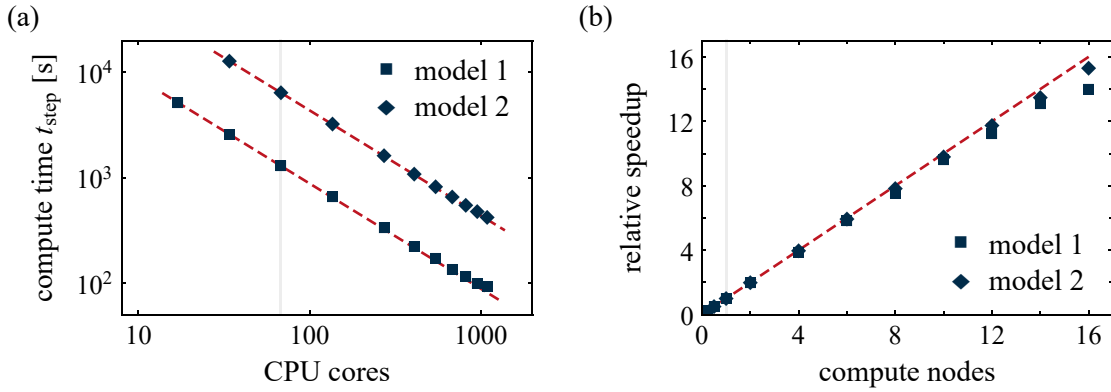 (a)
compute time t_step [s]
10^4
10^3
10^2
model 1
model 2
10
100
1000
CPU cores
(b)
relative speedup
16
12
8
4
0
model 1
model 2
0
4
8
12
16
compute nodes